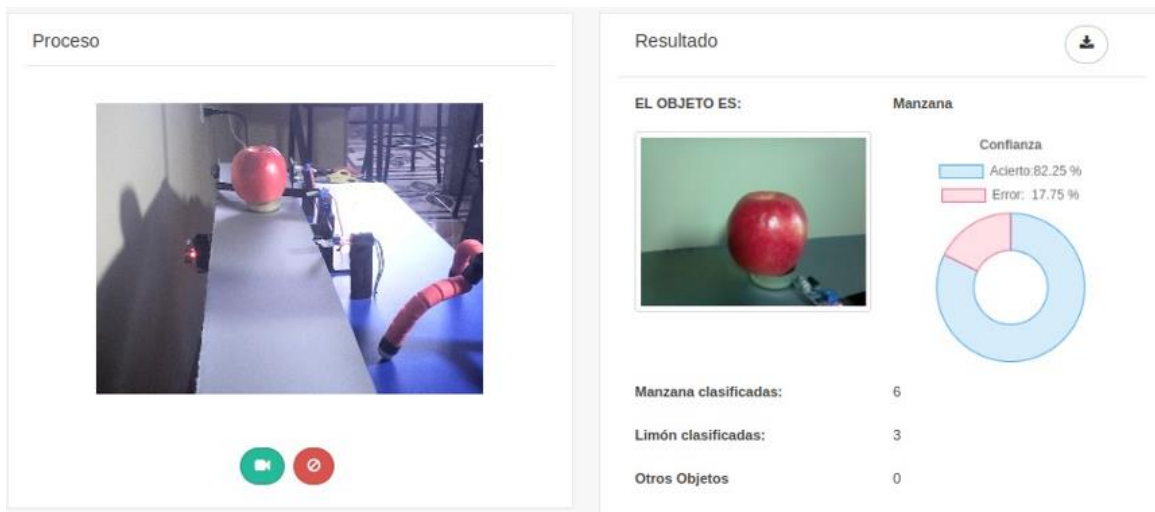 Proceso
Resultado
EL OBJETO ES: Manzana
Confianza
Acierto:82.25 %
Error: 17.75 %
Manzana clasificadas: 6
Limón clasificadas: 3
Otros Objetos 0